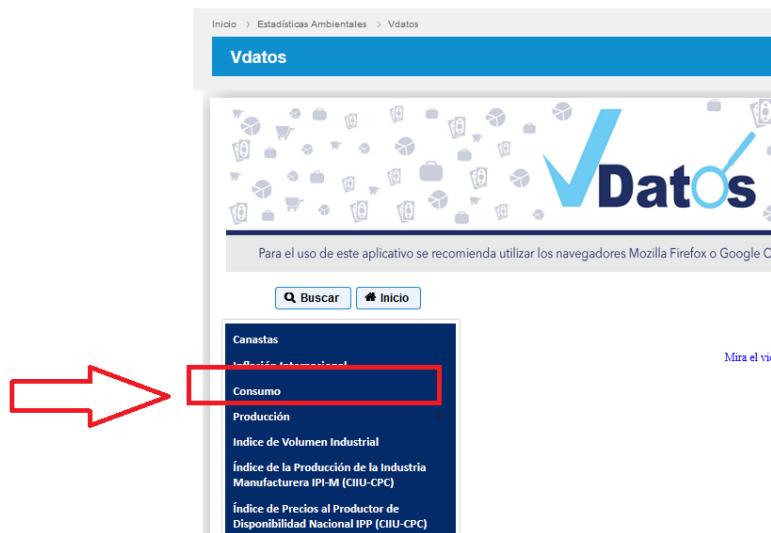 Inicio > Estadísticas Ambientales > Vdatos
Vdatos
VDatos
Para el uso de este aplicativo se recomienda utilizar los navegadores Mozilla Firefox o Google C
Buscar
Inicio
Canastas
Inflación Internacional
Mira el vi
Consumo
Producción
Indice de Volumen Industrial
Índice de la Producción de la Industria
Manufacturera IPI-M (CIIU-CPC)
Índice de Precios al Productor de
Disponibilidad Nacional IPP (CIIU-CPC)